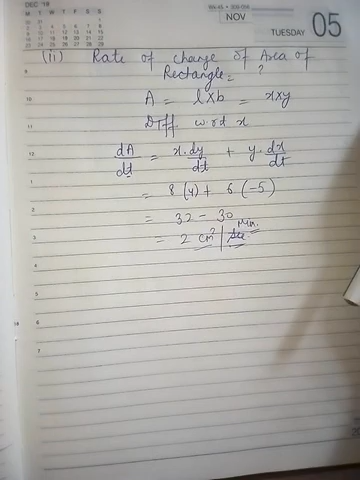 DEC '18
M T W T F S S
NOV
TUESDAY 05
(ii) Rate of change of Area of
Rectangle = ?
A = l×b = x×y
Diff. w.r.t x
dA/dt = x.dy/dt + y.dx/dt
= 8(4) + 6(-5)
= 32 - 30
= 2 cm²/min.